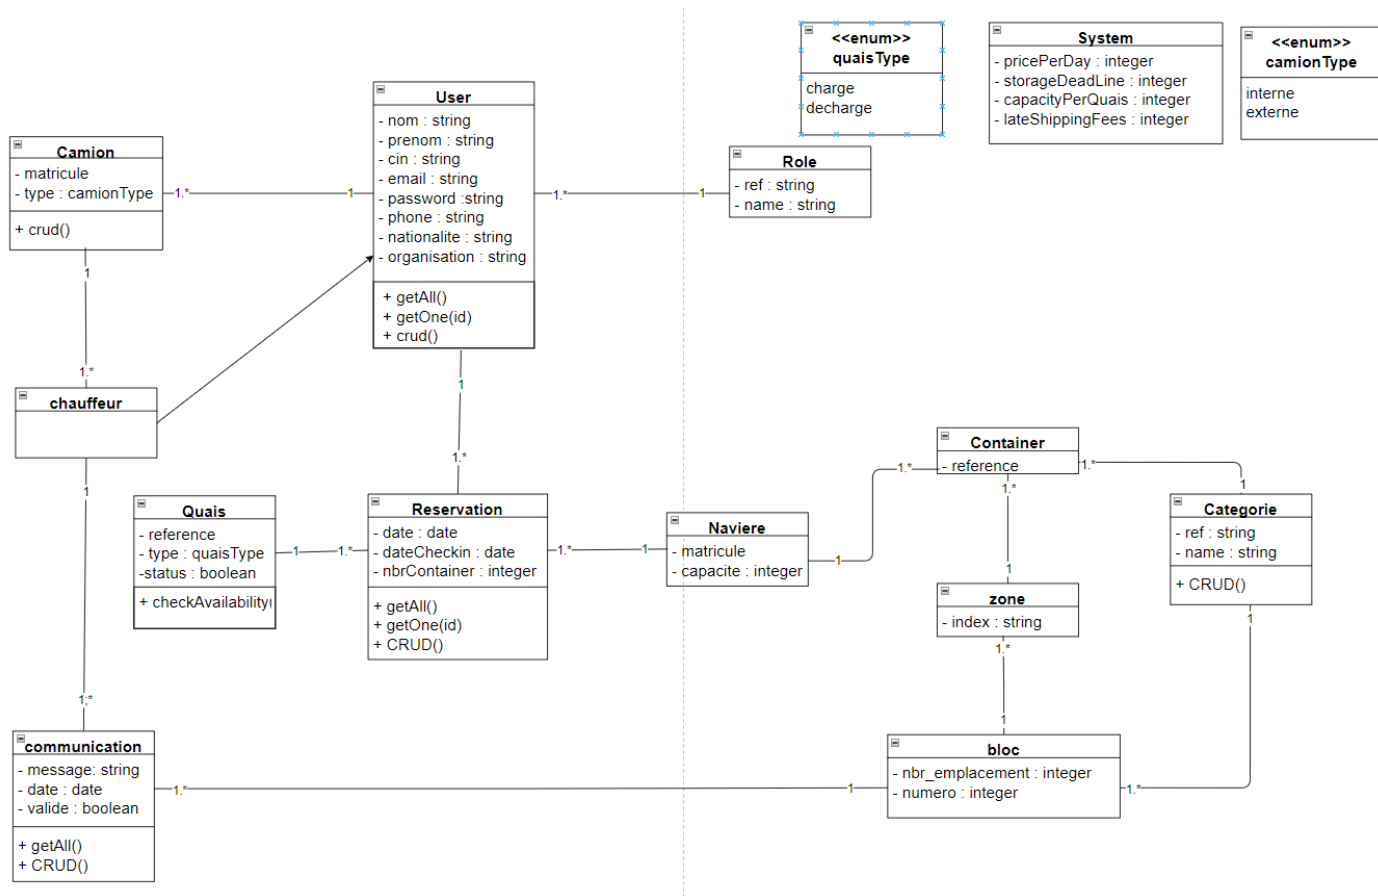 <<enum>>
quaisType
charge
decharge
System
- pricePerDay : integer
- storageDeadLine : integer
- capacityPerQuais : integer
- lateShippingFees : integer
<<enum>>
camionType
interne
externe
User
- nom : string
- prenom : string
- cin : string
- email : string
- password :string
- phone : string
- nationalite : string
- organisation : string
+ getAll()
+ getOne(id)
+ crud()
Camion
- matricule
- type : camionType
+ crud()
1.*
1
1.*
1
Role
- ref : string
- name : string
1
1.*
chauffeur
1
1.*
1
Quais
- reference
- type : quaisType
-status : boolean
+ checkAvailability(
1
1.*
Reservation
- date : date
- dateCheckin : date
- nbrContainer : integer
+ getAll()
+ getOne(id)
+ CRUD()
1.*
1
Naviere
- matricule
- capacite : integer
1
1.*
Container
- reference
1.*
1
1.*
1
Categorie
- ref : string
- name : string
+ CRUD()
1
zone
- index : string
1.*
1
bloc
- nbr_emplacement : integer
- numero : integer
1.*
1;*
communication
- message: string
- date : date
- valide : boolean
+ getAll()
+ CRUD()
1.*
1